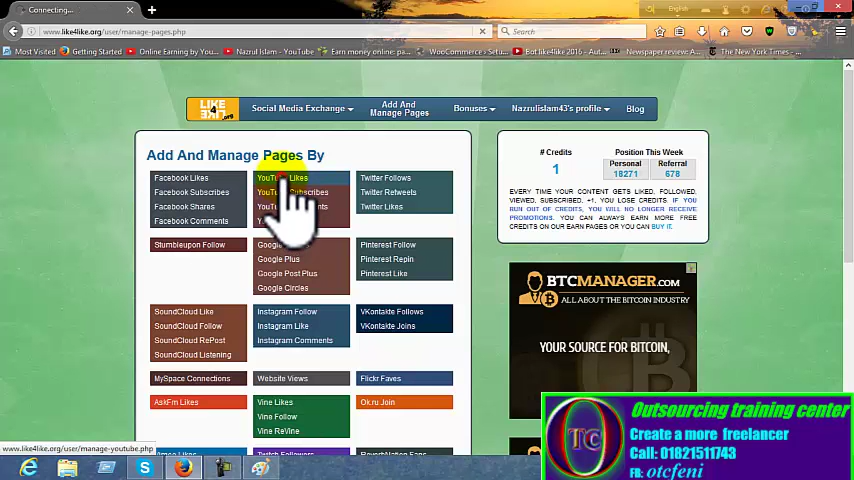 Connecting...
English
www.like4like.org/user/manage-pages.php
Search
Most Visited
Getting Started
Online Earning by You...
Nazrul Islam - YouTube
Earn money online: pa...
WooCommerce : Setti...
Bot like4like 2016 - Aut...
Newspaper review: A...
The New York Times - ...
LIKE
4
LIKE
.org
Social Media Exchange
Add And
Manage Pages
Bonuses
Nazrulislam43's profile
Blog
Add And Manage Pages By
Facebook Likes
Facebook Subscribes
Facebook Shares
Facebook Comments
Twitter Follows
Twitter Retweets
Twitter Likes
Stumbleupon Follow
Google Plus
Google Post Plus
Google Circles
Pinterest Follow
Pinterest Repin
Pinterest Like
SoundCloud Like
SoundCloud Follow
SoundCloud RePost
SoundCloud Listening
Instagram Follow
Instagram Like
Instagram Comments
VKontakte Follows
VKontakte Joins
MySpace Connections
Website Views
Flickr Faves
AskFm Likes
Vine Likes
Vine Follow
Vine ReVine
Ok.ru Join
# Credits
1
Position This Week
Personal
18271
Referral
678
EVERY TIME YOUR CONTENT GETS LIKED, FOLLOWED,
VIEWED, SUBSCRIBED, +1, YOU LOSE CREDITS. IF YOU
RUN OUT OF CREDITS, YOU WILL NO LONGER RECEIVE
PROMOTIONS. YOU CAN ALWAYS EARN MORE FREE
CREDITS ON OUR EARN PAGES OR YOU CAN BUY IT.
BTCMANAGER.COM
ALL ABOUT THE BITCOIN INDUSTRY
YOUR SOURCE FOR BITCOIN,
www.like4like.org/user/manage-youtube.php
OTC
Outsourcing training center
Create a more freelancer
Call: 01821511743
FB: otcfeni